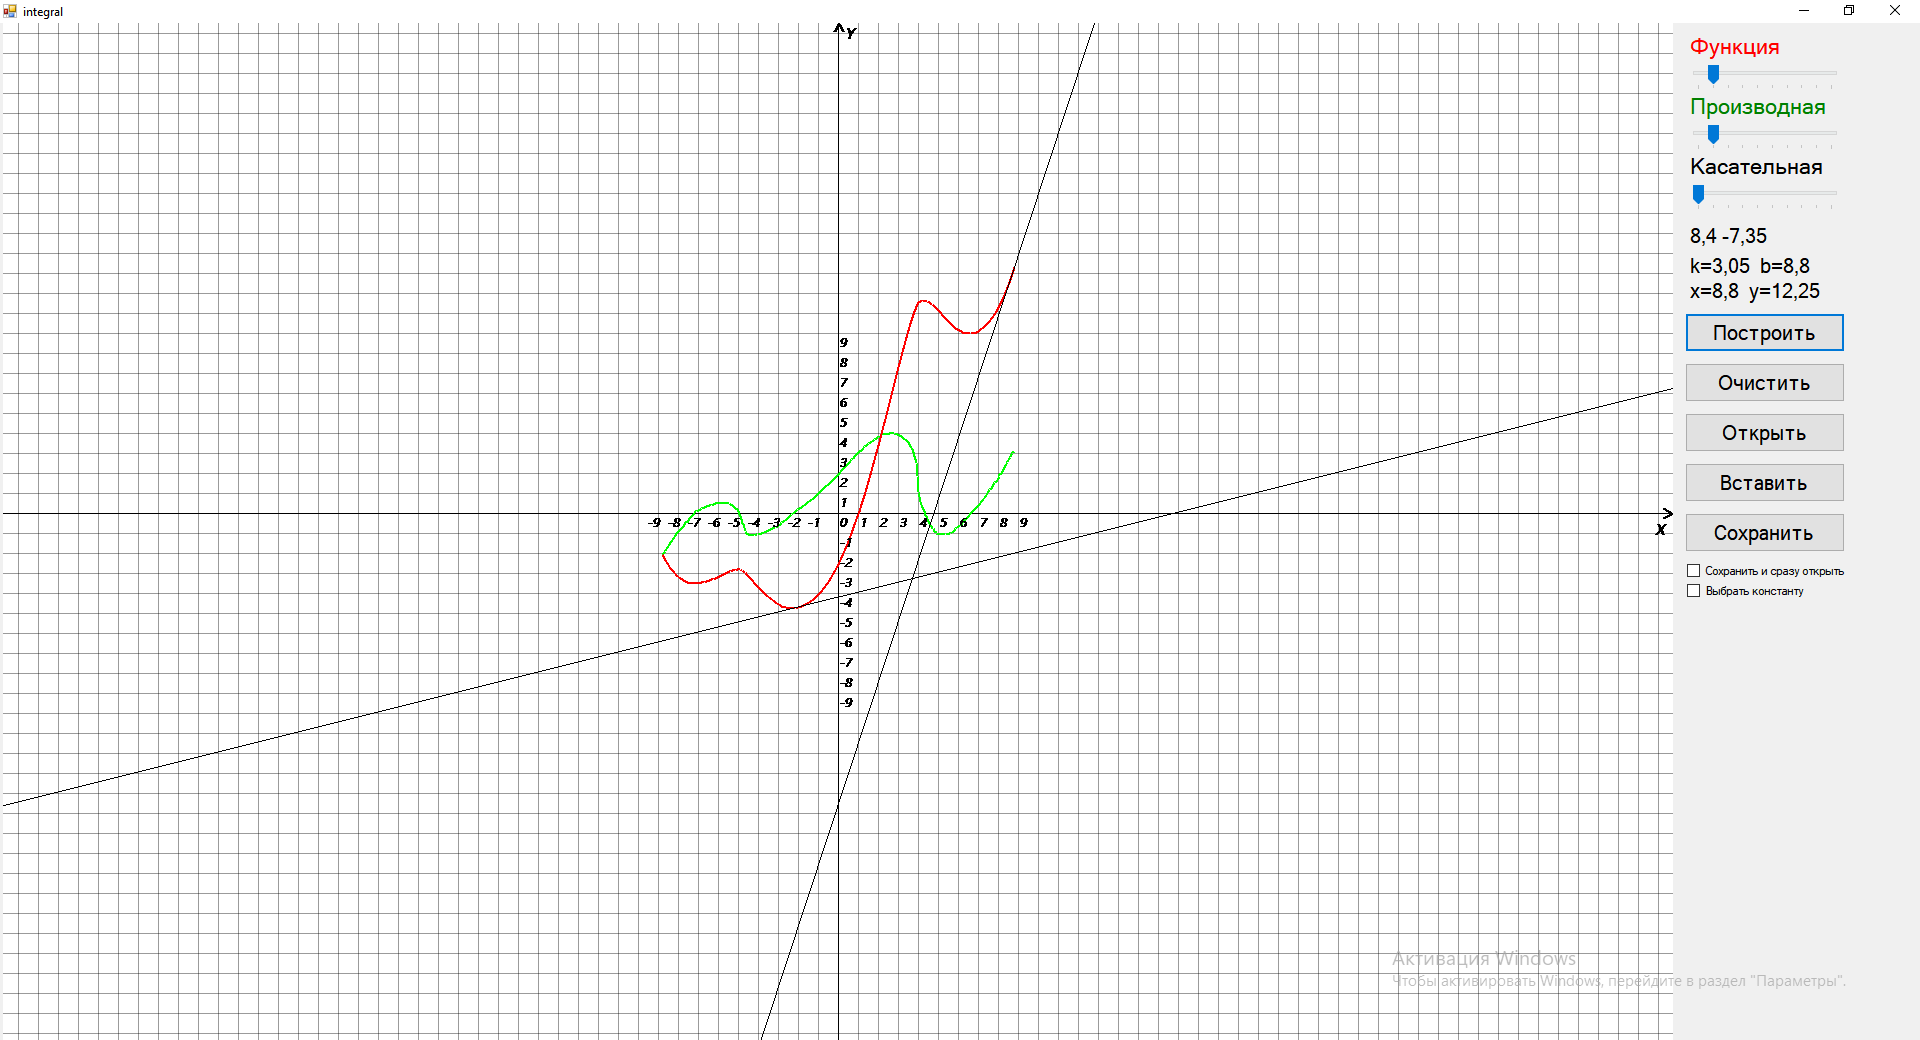 integral
Y
Функция
Производная
Касательная
8,4 -7,35
k=3,05 b=8,8
x=8,8 y=12,25
Построить
9
8
7
Очистить
6
5
Открыть
4
3
2
Вставить
1
-9 -8 -7 -6 -5 -4 -3 -2 -1 0 1 2 3 4 5 6 7 8 9
X
Сохранить
-1
-2
Сохранить и сразу открыть
-3
Выбрать константу
-4
-5
-6
-7
-8
-9
Активация Windows
Чтобы активировать Windows, перейдите в раздел "Параметры".